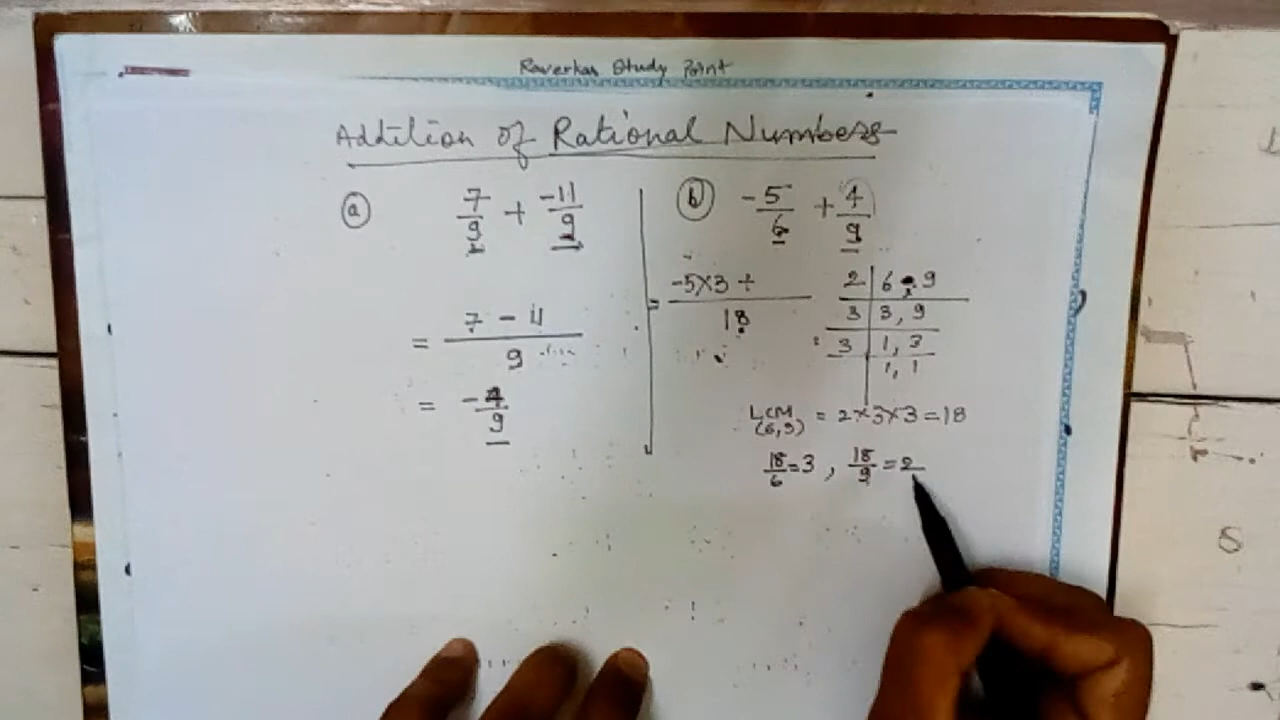 Raverkar Study Point
Addition of Rational Numbers
(a) 7/9 + -11/9
= 7 - 11 / 9
= -4/9
(b) -5/6 + 4/9
= -5×3 + / 18
2 | 6, 9
3 | 3, 9
3 | 1, 3
1, 1
LCM (6,9) = 2×3×3 = 18
18/6 = 3, 18/9 = 2
S